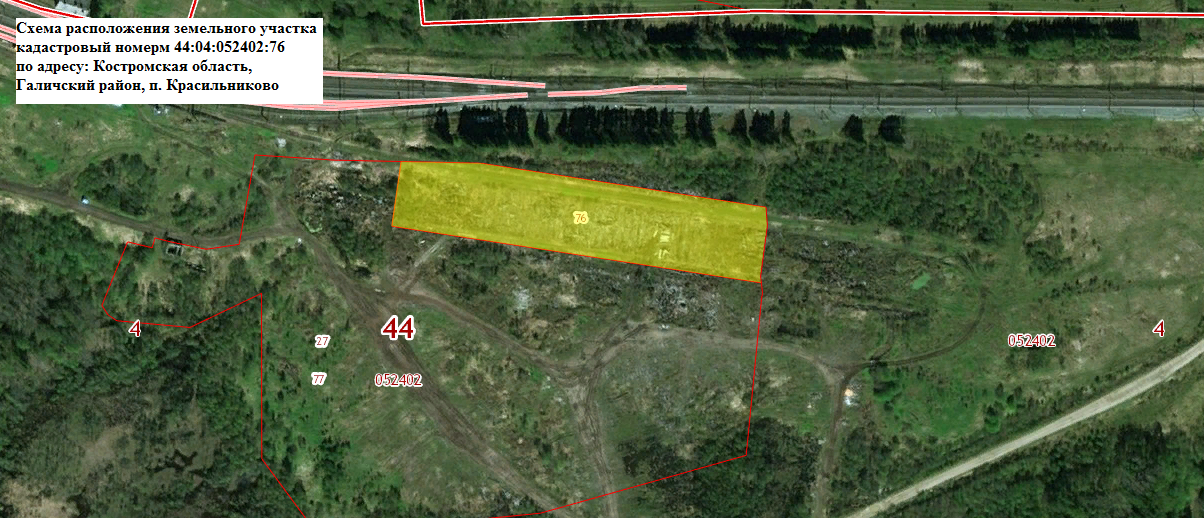 Схема расположения земельного участка
кадастровый номерм 44:04:052402:76
по адресу: Костромская область,
Галичский район, п. Красильниково
76
4
44
27
052402
4
77
052402